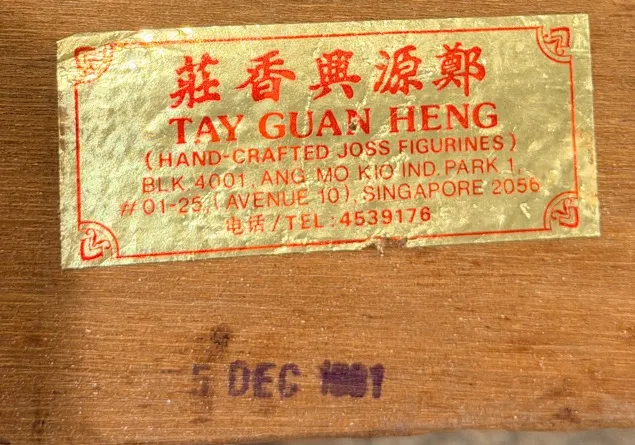 鄭源興香莊
TAY GUAN HENG
(HAND-CRAFTED JOSS FIGURINES)
BLK. 4001, ANG MO KIO IND. PARK 1,
#01-25, (AVENUE 10), SINGAPORE 2056
电话/TEL: 4539176
5 DEC